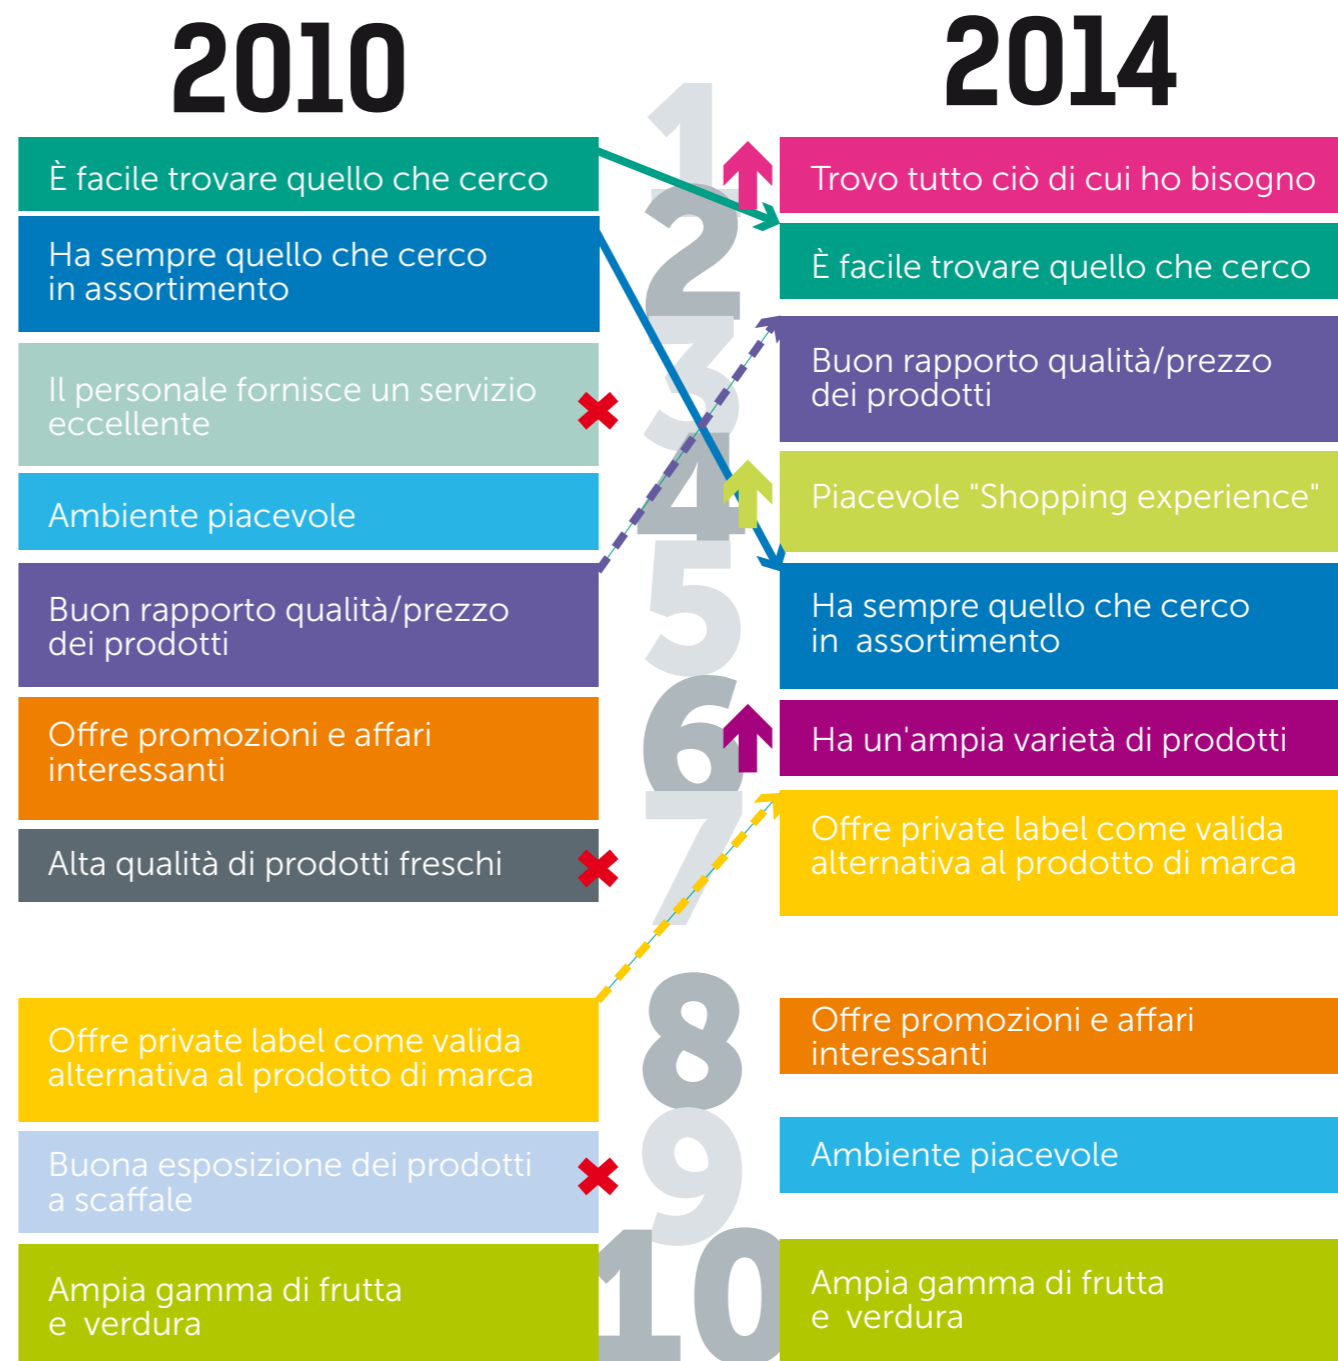 2010
È facile trovare quello che cerco
Ha sempre quello che cerco
in assortimento
Il personale fornisce un servizio
eccellente
Ambiente piacevole
Buon rapporto qualità/prezzo
dei prodotti
Offre promozioni e affari
interessanti
Alta qualità di prodotti freschi
Offre private label come valida
alternativa al prodotto di marca
Buona esposizione dei prodotti
a scaffale
Ampia gamma di frutta
e verdura
1
2
3
4
5
6
7
8
9
10
2014
Trovo tutto ciò di cui ho bisogno
È facile trovare quello che cerco
Buon rapporto qualità/prezzo
dei prodotti
Piacevole "Shopping experience"
Ha sempre quello che cerco
in assortimento
Ha un'ampia varietà di prodotti
Offre private label come valida
alternativa al prodotto di marca
Offre promozioni e affari
interessanti
Ambiente piacevole
Ampia gamma di frutta
e verdura